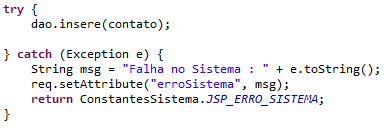 try {
    dao.insere(contato);
} catch (Exception e) {
    String msg = "Falha no Sistema : " + e.toString();
    req.setAttribute("erroSistema", msg);
    return ConstantesSistema.JSP_ERRO_SISTEMA;
}